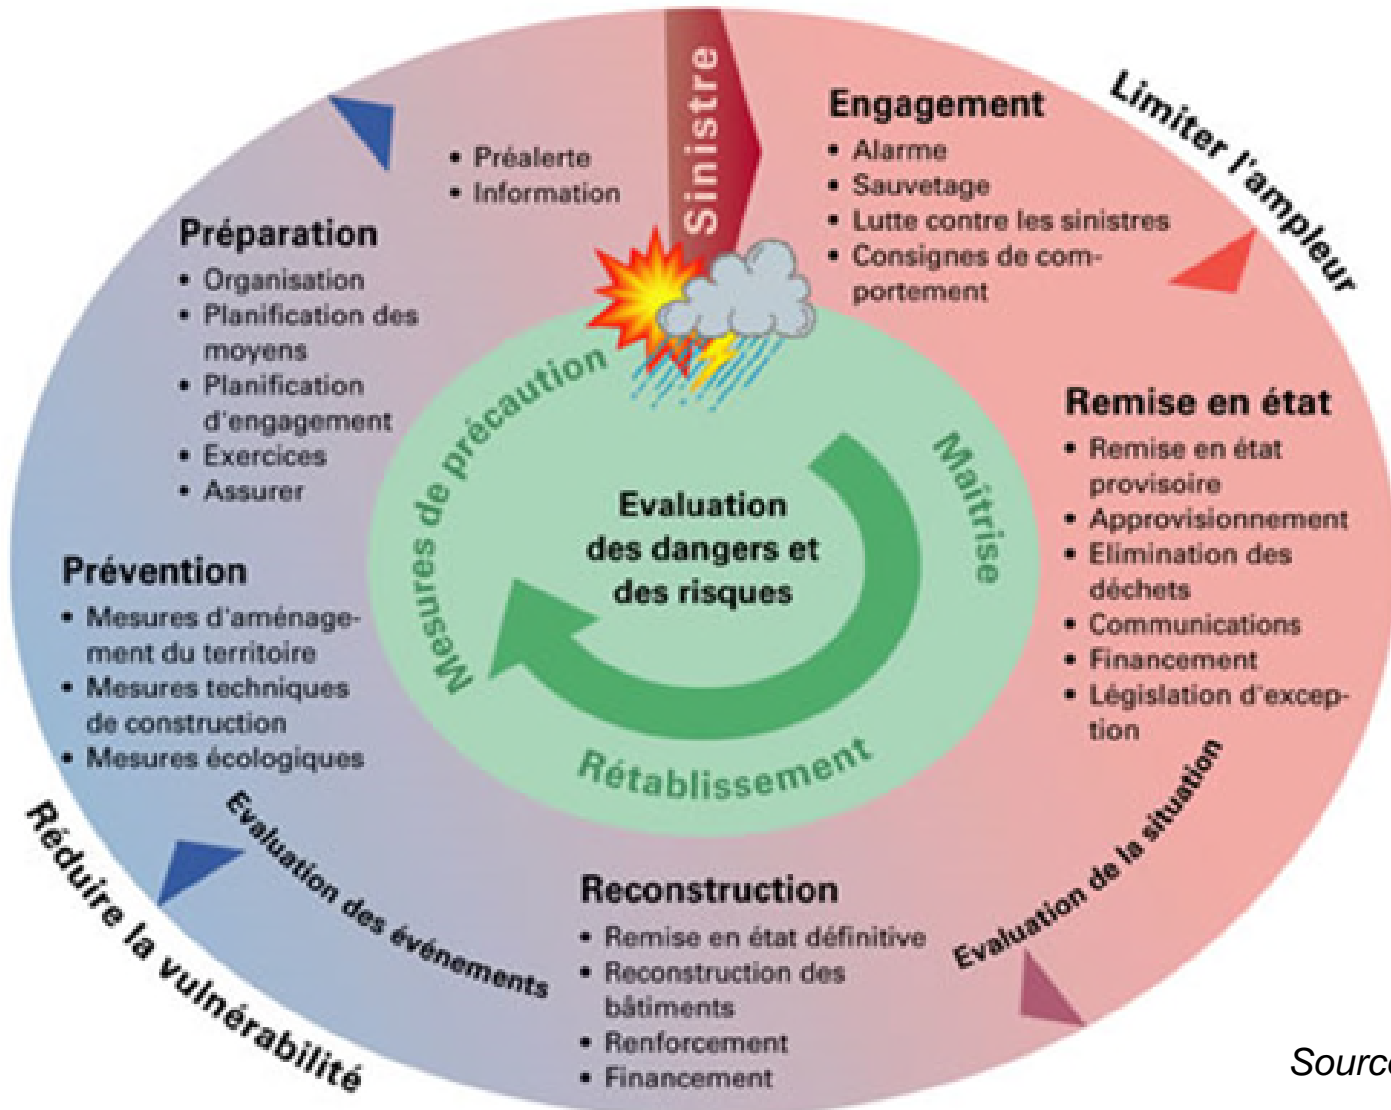 Sinistre
Engagement
• Alarme
• Sauvetage
• Lutte contre les sinistres
• Consignes de com-
portement
Limiter l'ampleur
Remise en état
• Remise en état
provisoire
• Approvisionnement
• Elimination des
déchets
• Communications
• Financement
• Législation d'excep-
tion
Evaluation de la situation
Reconstruction
• Remise en état définitive
• Reconstruction des
bâtiments
• Renforcement
• Financement
Evaluation des événements
Réduire la vulnérabilité
Prévention
• Mesures d'aménage-
ment du territoire
• Mesures techniques
de construction
• Mesures écologiques
Préparation
• Organisation
• Planification des
moyens
• Planification
d'engagement
• Exercices
• Assurer
• Préalerte
• Information
Mesures de précaution
Maîtrise
Rétablissement
Evaluation
des dangers et
des risques
Source